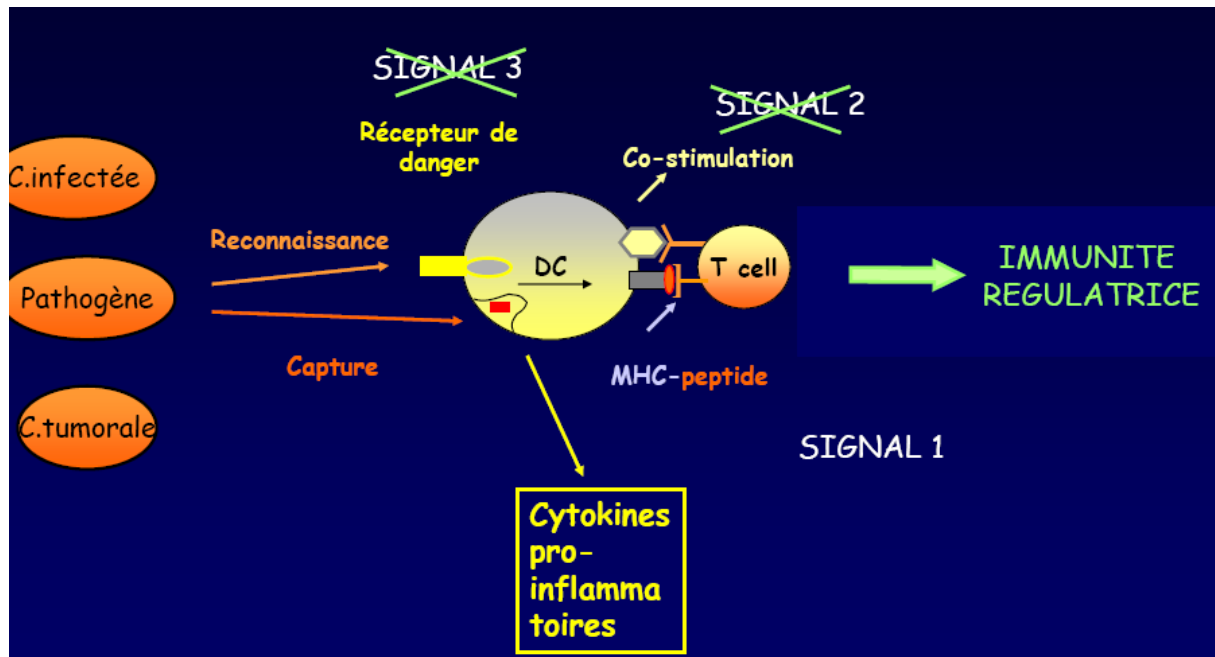 SIGNAL 3
SIGNAL 2
Récepteur de
danger
Co-stimulation
C.infectée
Reconnaissance
DC
T cell
IMMUNITE
REGULATRICE
Pathogène
Capture
MHC-peptide
C.tumorale
SIGNAL 1
Cytokines
pro-
inflamma
toires